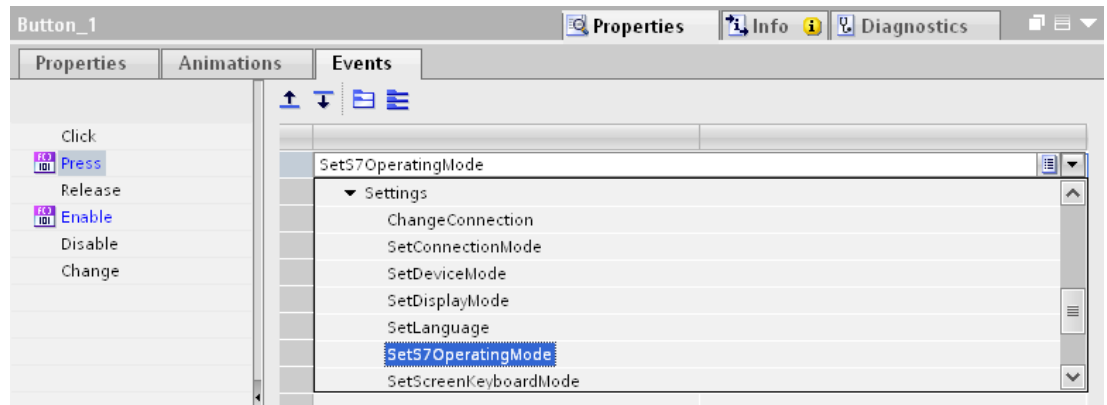 Button_1 Properties Info Diagnostics
Properties Animations Events
Click
Press
Release
Enable
Disable
Change
SetS7OperatingMode
Settings
ChangeConnection
SetConnectionMode
SetDeviceMode
SetDisplayMode
SetLanguage
SetS7OperatingMode
SetScreenKeyboardMode